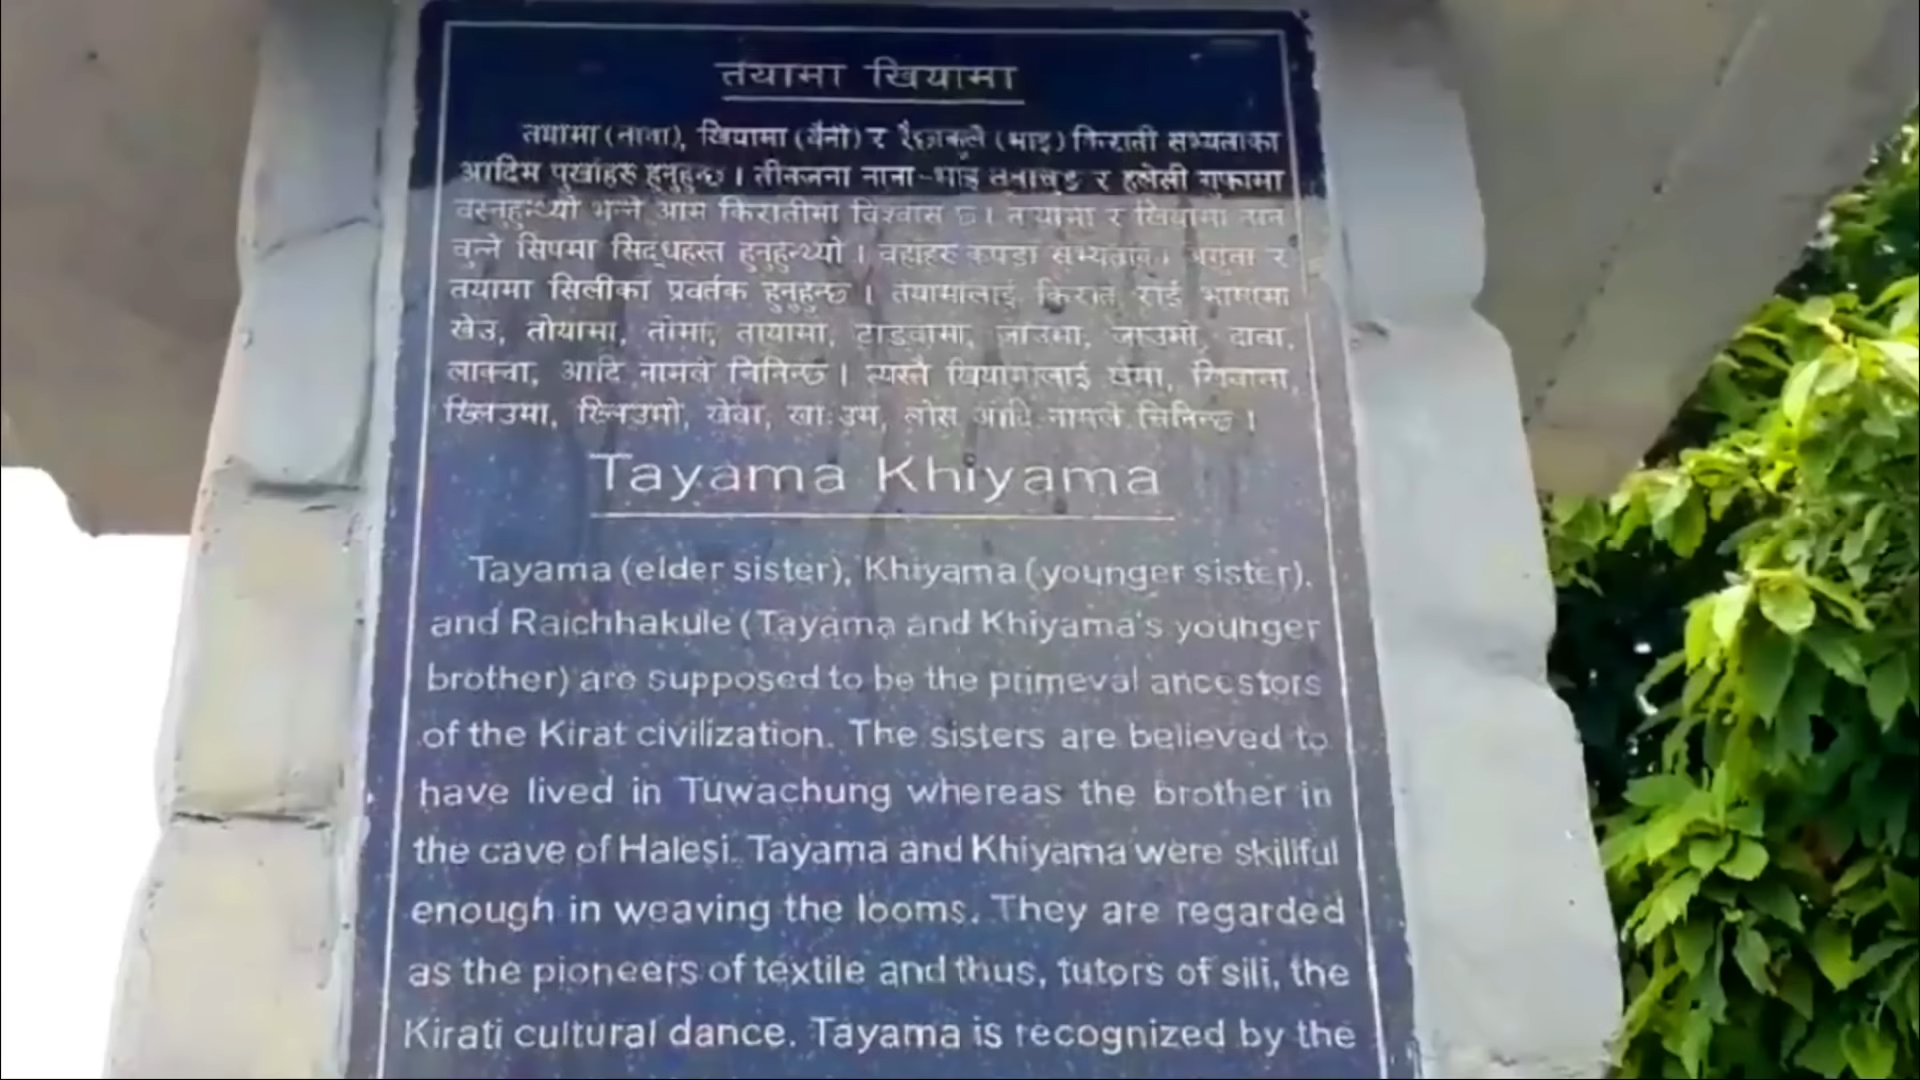 तयामा खियामा
तयामा (नाना), खियामा (बैनी) र रैछाकुले (भाइ) किराती सभ्यताका
आदिम पुर्खाहरु हुनुहुन्छ । तीनजना नाना-भाइ तुवाचुङ र हलेसी गुफामा
बस्नुहुन्थ्यो भन्ने आम किरातीमा विश्वास छ । तयामा र खियामा तान
बुन्ने सिपमा सिद्धहस्त हुनुहुन्थ्यो । वहाँहरु कपडा सभ्यताका अगुवा र
तयामा सिलीका प्रवर्तक हुनुहुन्छ । तयामालाई किरात राई भाषामा
खेउ, तोयामा, तोमा, तायामा, टाङवामा, जाउमा, जाउमो, दावा,
आदि नामले चिनिन्छ । त्यस्तै खियामालाई खेमा,
ख्लिउमा, ख्लिउमो, खेवा, आदि नामले चिनिन्छ ।
Tayama Khiyama
Tayama (elder sister), Khiyama (younger sister),
and Raichhakule (Tayama and Khiyama's younger
brother) are supposed to be the primeval ancestors
of the Kirat civilization. The sisters are believed to
have lived in Tuwachung whereas the brother in
the cave of Halesi. Tayama and Khiyama were skillful
enough in weaving the looms. They are regarded
as the pioneers of textile and thus, tutors of sili, the
Kirati cultural dance. Tayama is recognized by the